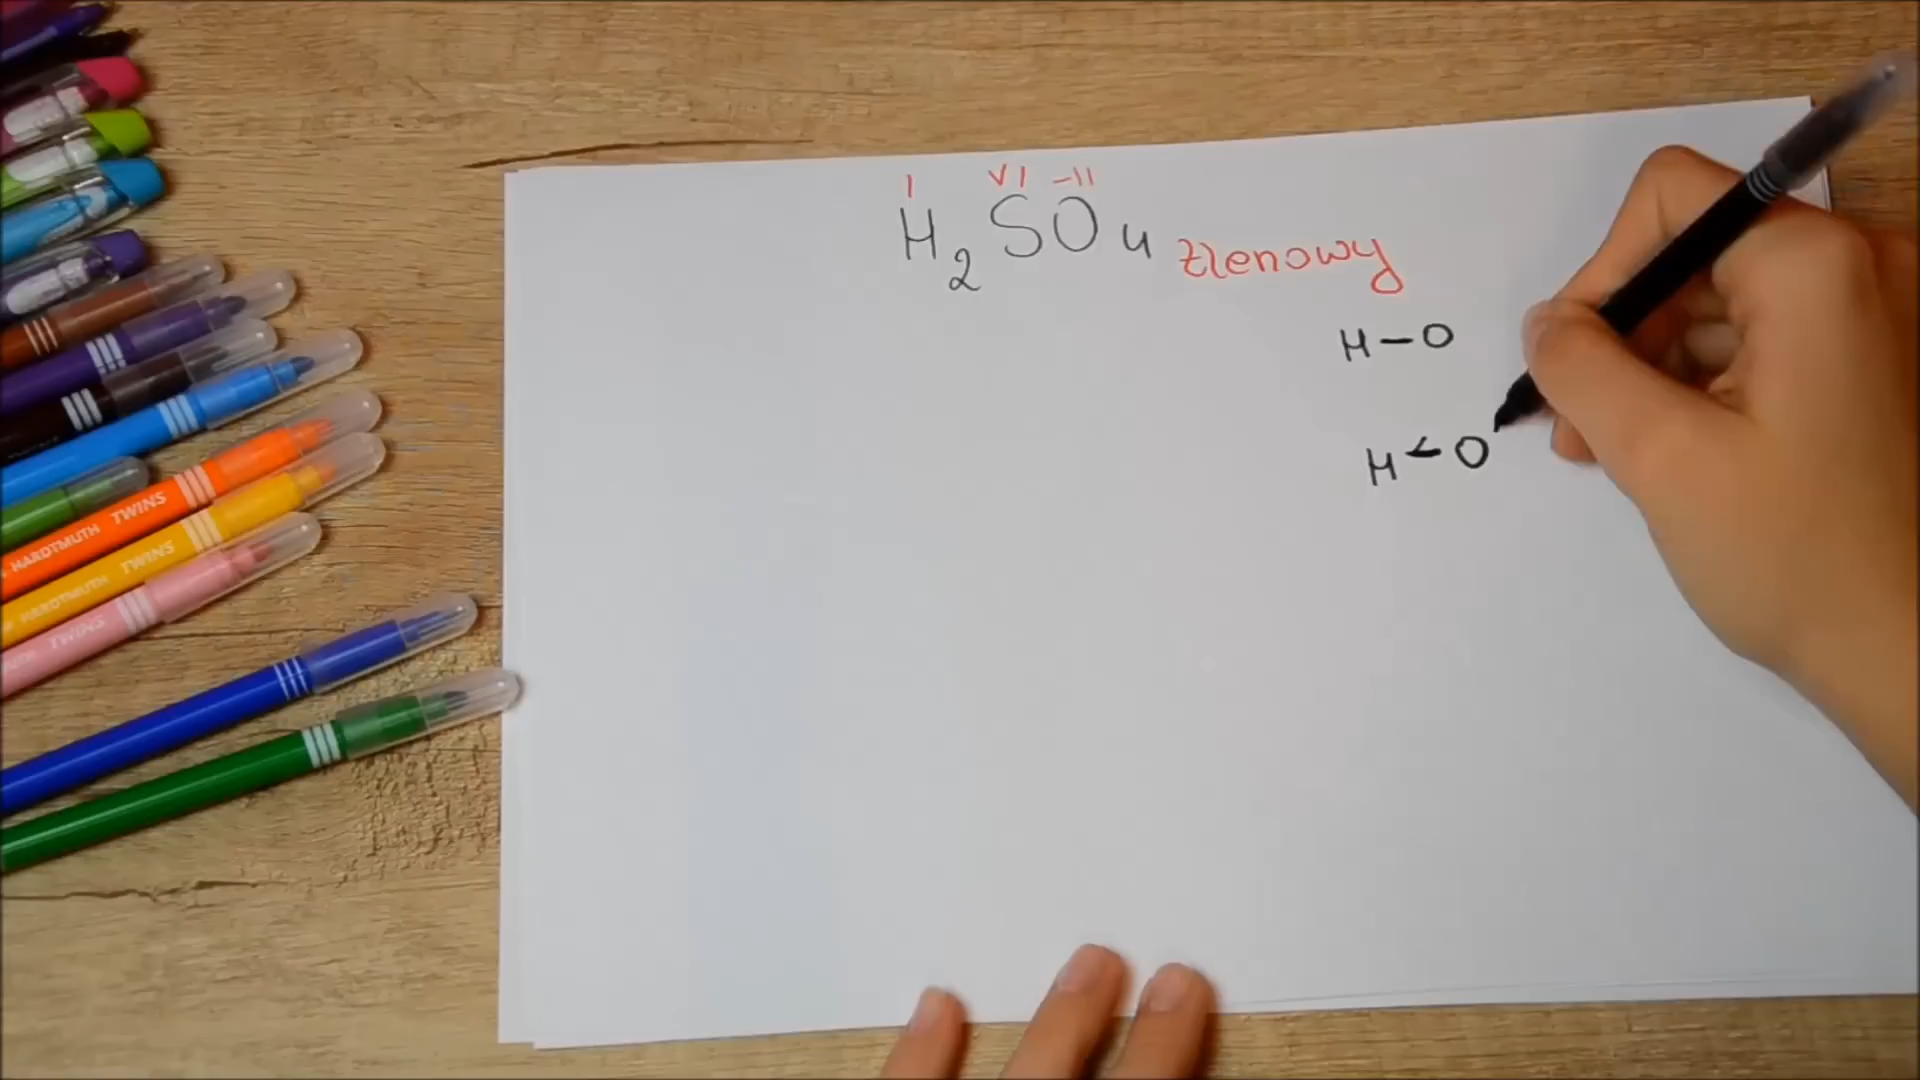 I VI -II
H2SO4 tlenowy
H-O
H-O
HARDTMUTH TWINS
HARDTMUTH TWINS
TWINS